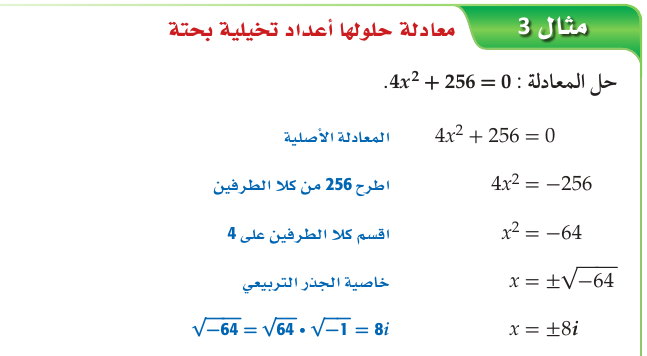 مثال 3 معادلة حلولها أعداد تخيلية بحتة
حل المعادلة : 4x² + 256 = 0.
4x² + 256 = 0 المعادلة الأصلية
4x² = −256 اطرح 256 من كلا الطرفين
x² = −64 اقسم كلا الطرفين على 4
x = ±√−64 خاصية الجذر التربيعي
x = ±8i √−64 = √64 • √−1 = 8i